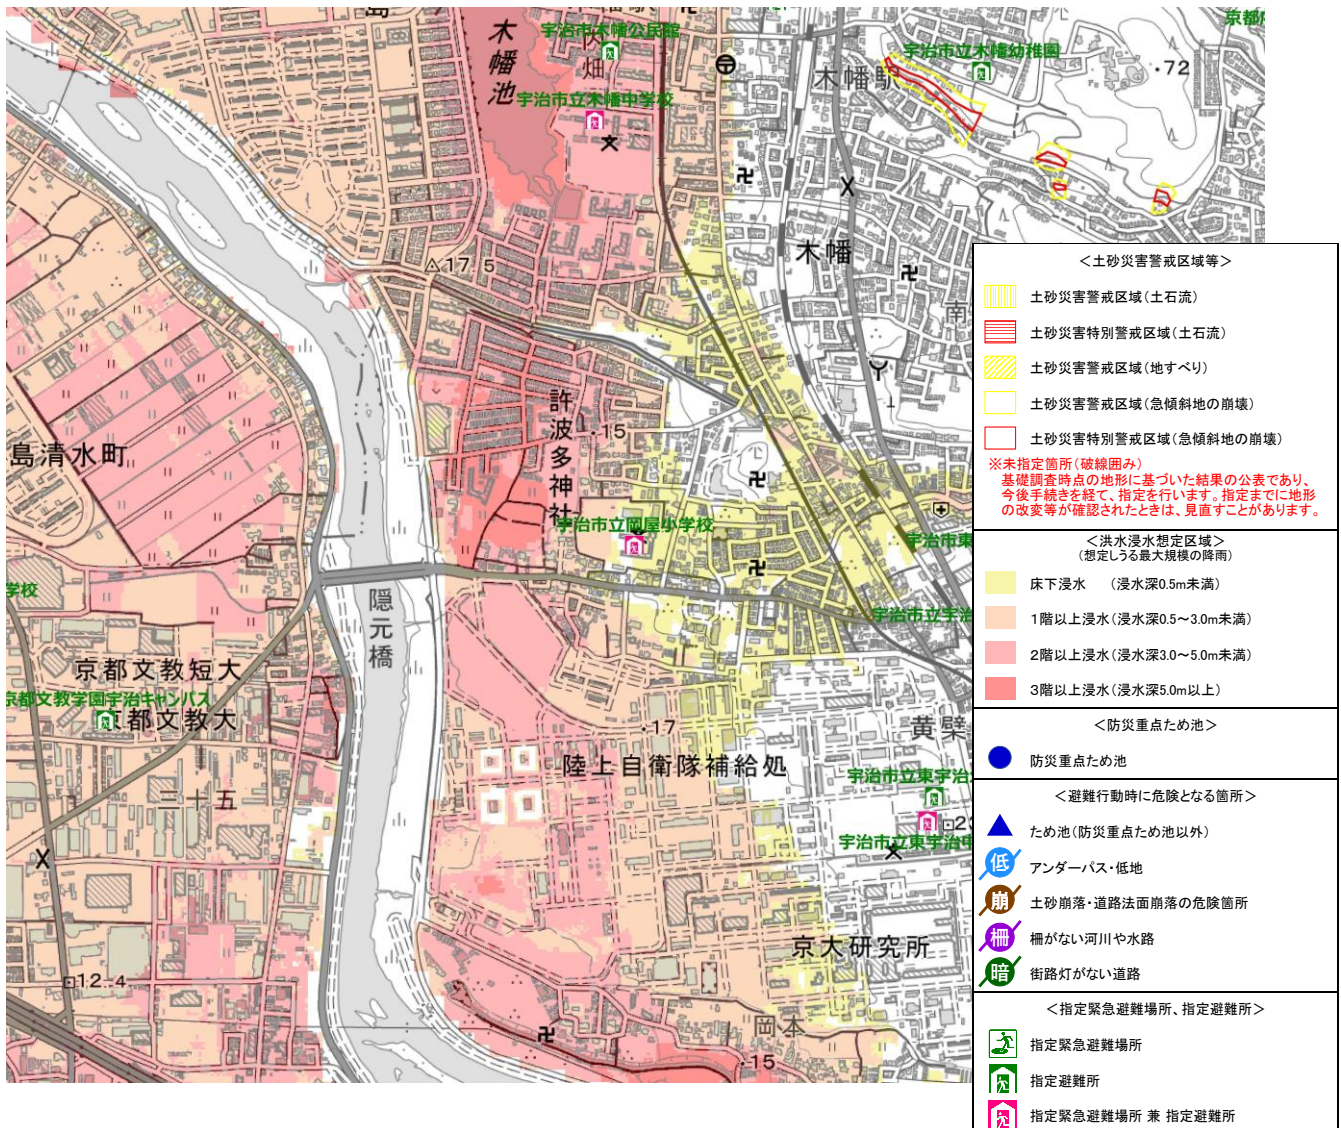 島
木幡池
宇治市木幡公民館
内畑
宇治市立木幡中学校
木幡駅
宇治市立木幡幼稚園
72
京都
木幡
南
17.5
許波多神社
15
島清水町
宇治市立岡屋小学校
宇治市東
学校
隠元橋
宇治市立宇治
京都文教短大
京都文教学園宇治キャンパス
京都文教大
17
黄檗
陸上自衛隊補給処
宇治市立東宇治
二十五
23
宇治市立東宇治中
京大研究所
12.4
岡本
15
＜土砂災害警戒区域等＞
土砂災害警戒区域(土石流)
土砂災害特別警戒区域(土石流)
土砂災害警戒区域(地すべり)
土砂災害警戒区域(急傾斜地の崩壊)
土砂災害特別警戒区域(急傾斜地の崩壊)
※未指定箇所(破線囲み)
基礎調査時点の地形に基づいた結果の公表であり、
今後手続きを経て、指定を行います。指定までに地形
の改変等が確認されたときは、見直すことがあります。
＜洪水浸水想定区域＞
(想定しうる最大規模の降雨)
床下浸水　(浸水深0.5m未満)
1階以上浸水(浸水深0.5～3.0m未満)
2階以上浸水(浸水深3.0～5.0m未満)
3階以上浸水(浸水深5.0m以上)
＜防災重点ため池＞
防災重点ため池
＜避難行動時に危険となる箇所＞
ため池(防災重点ため池以外)
低 アンダーパス・低地
崩 土砂崩落・道路法面崩落の危険箇所
柵 柵がない河川や水路
暗 街路灯がない道路
＜指定緊急避難場所、指定避難所＞
指定緊急避難場所
指定避難所
指定緊急避難場所 兼 指定避難所